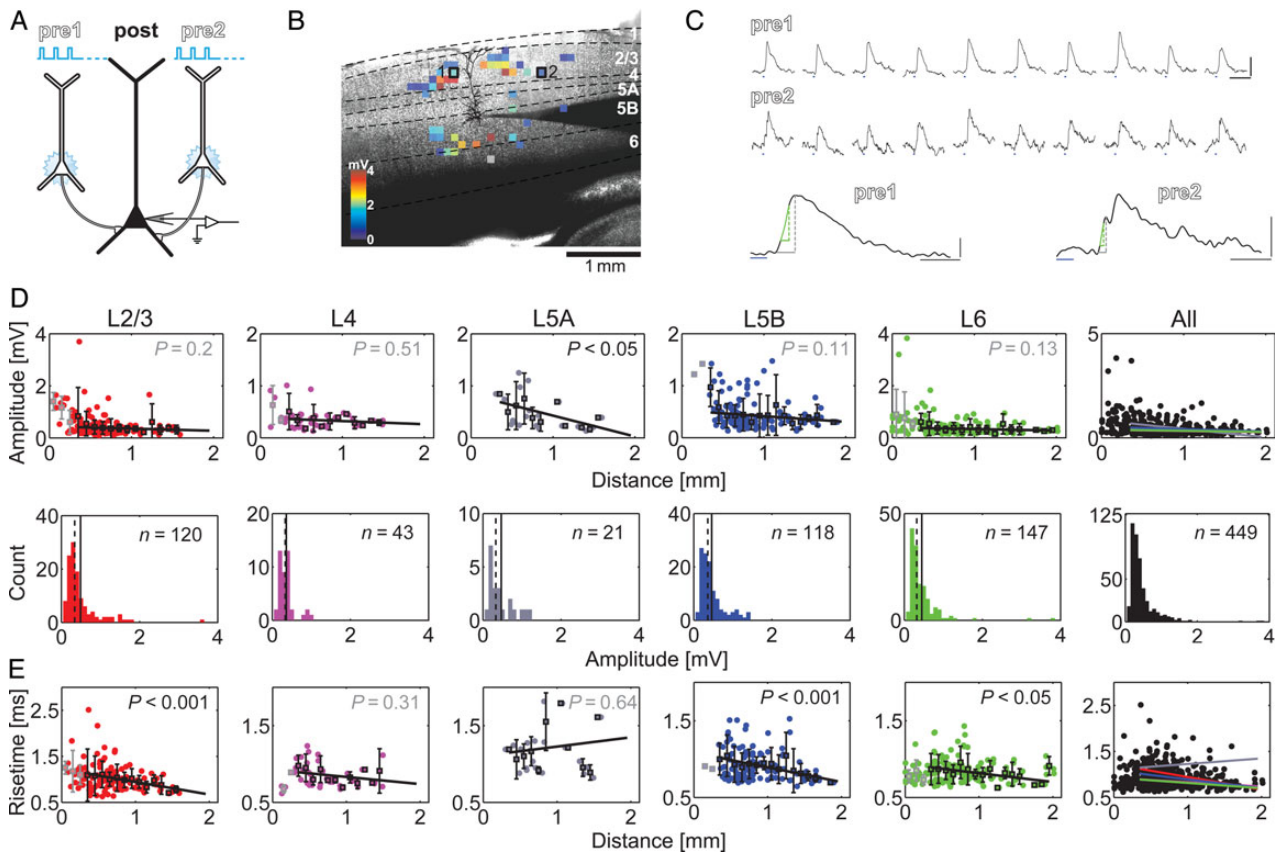 A
pre1
post
pre2
B
1
2/3
4
5A
5B
6
1
2
mV
4
2
0
1 mm
C
pre1
pre2
pre1
pre2
D
L2/3 L4 L5A L5B L6 All
Amplitude [mV]
4
2
0
0 1 2
P = 0.2
4
2
0
0 1 2
P = 0.51
2
1
0
0 1 2
P < 0.05
2
1
0
0 1 2
P = 0.11
4
2
0
0 1 2
P = 0.13
5
0
0 1 2
Distance [mm]
Count
40
20
0
0 2 4
n = 120
20
10
0
0 2 4
n = 43
10
5
0
0 2 4
n = 21
40
20
0
0 2 4
n = 118
50
0
0 2 4
n = 147
125
75
50
0
0 2 4
n = 449
Amplitude [mV]
E
Risetime [ms]
2.5
1.5
0.5
0 1 2
P < 0.001
1.5
0.5
0 1 2
P = 0.31
1.5
0.5
0 1 2
P = 0.64
1.5
1
0.5
0 1 2
P < 0.001
1.5
0.5
0 1 2
P < 0.05
2.5
1.5
0.5
0 1 2
Distance [mm]